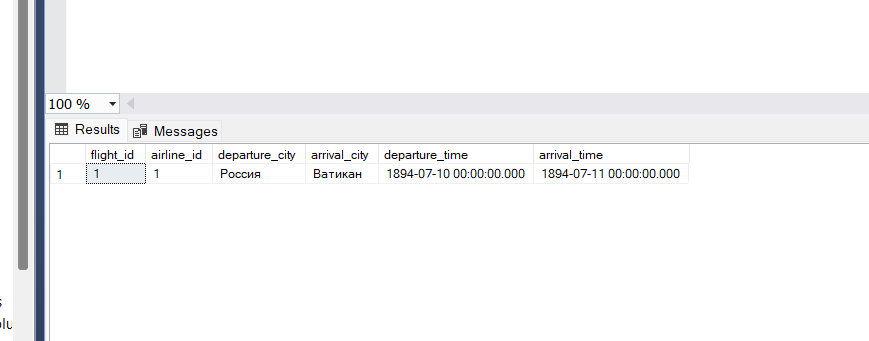 100 %
Results Messages
flight_id airline_id departure_city arrival_city departure_time arrival_time
1 1 1 Россия Ватикан 1894-07-10 00:00:00.000 1894-07-11 00:00:00.000